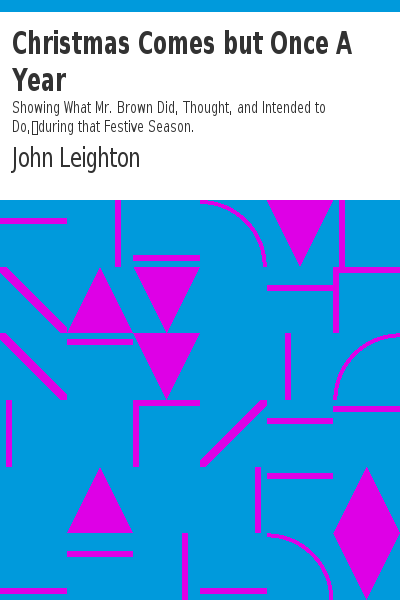 Christmas Comes but Once A
Year
Showing What Mr. Brown Did, Thought, and Intended to
Do, during that Festive Season.
John Leighton